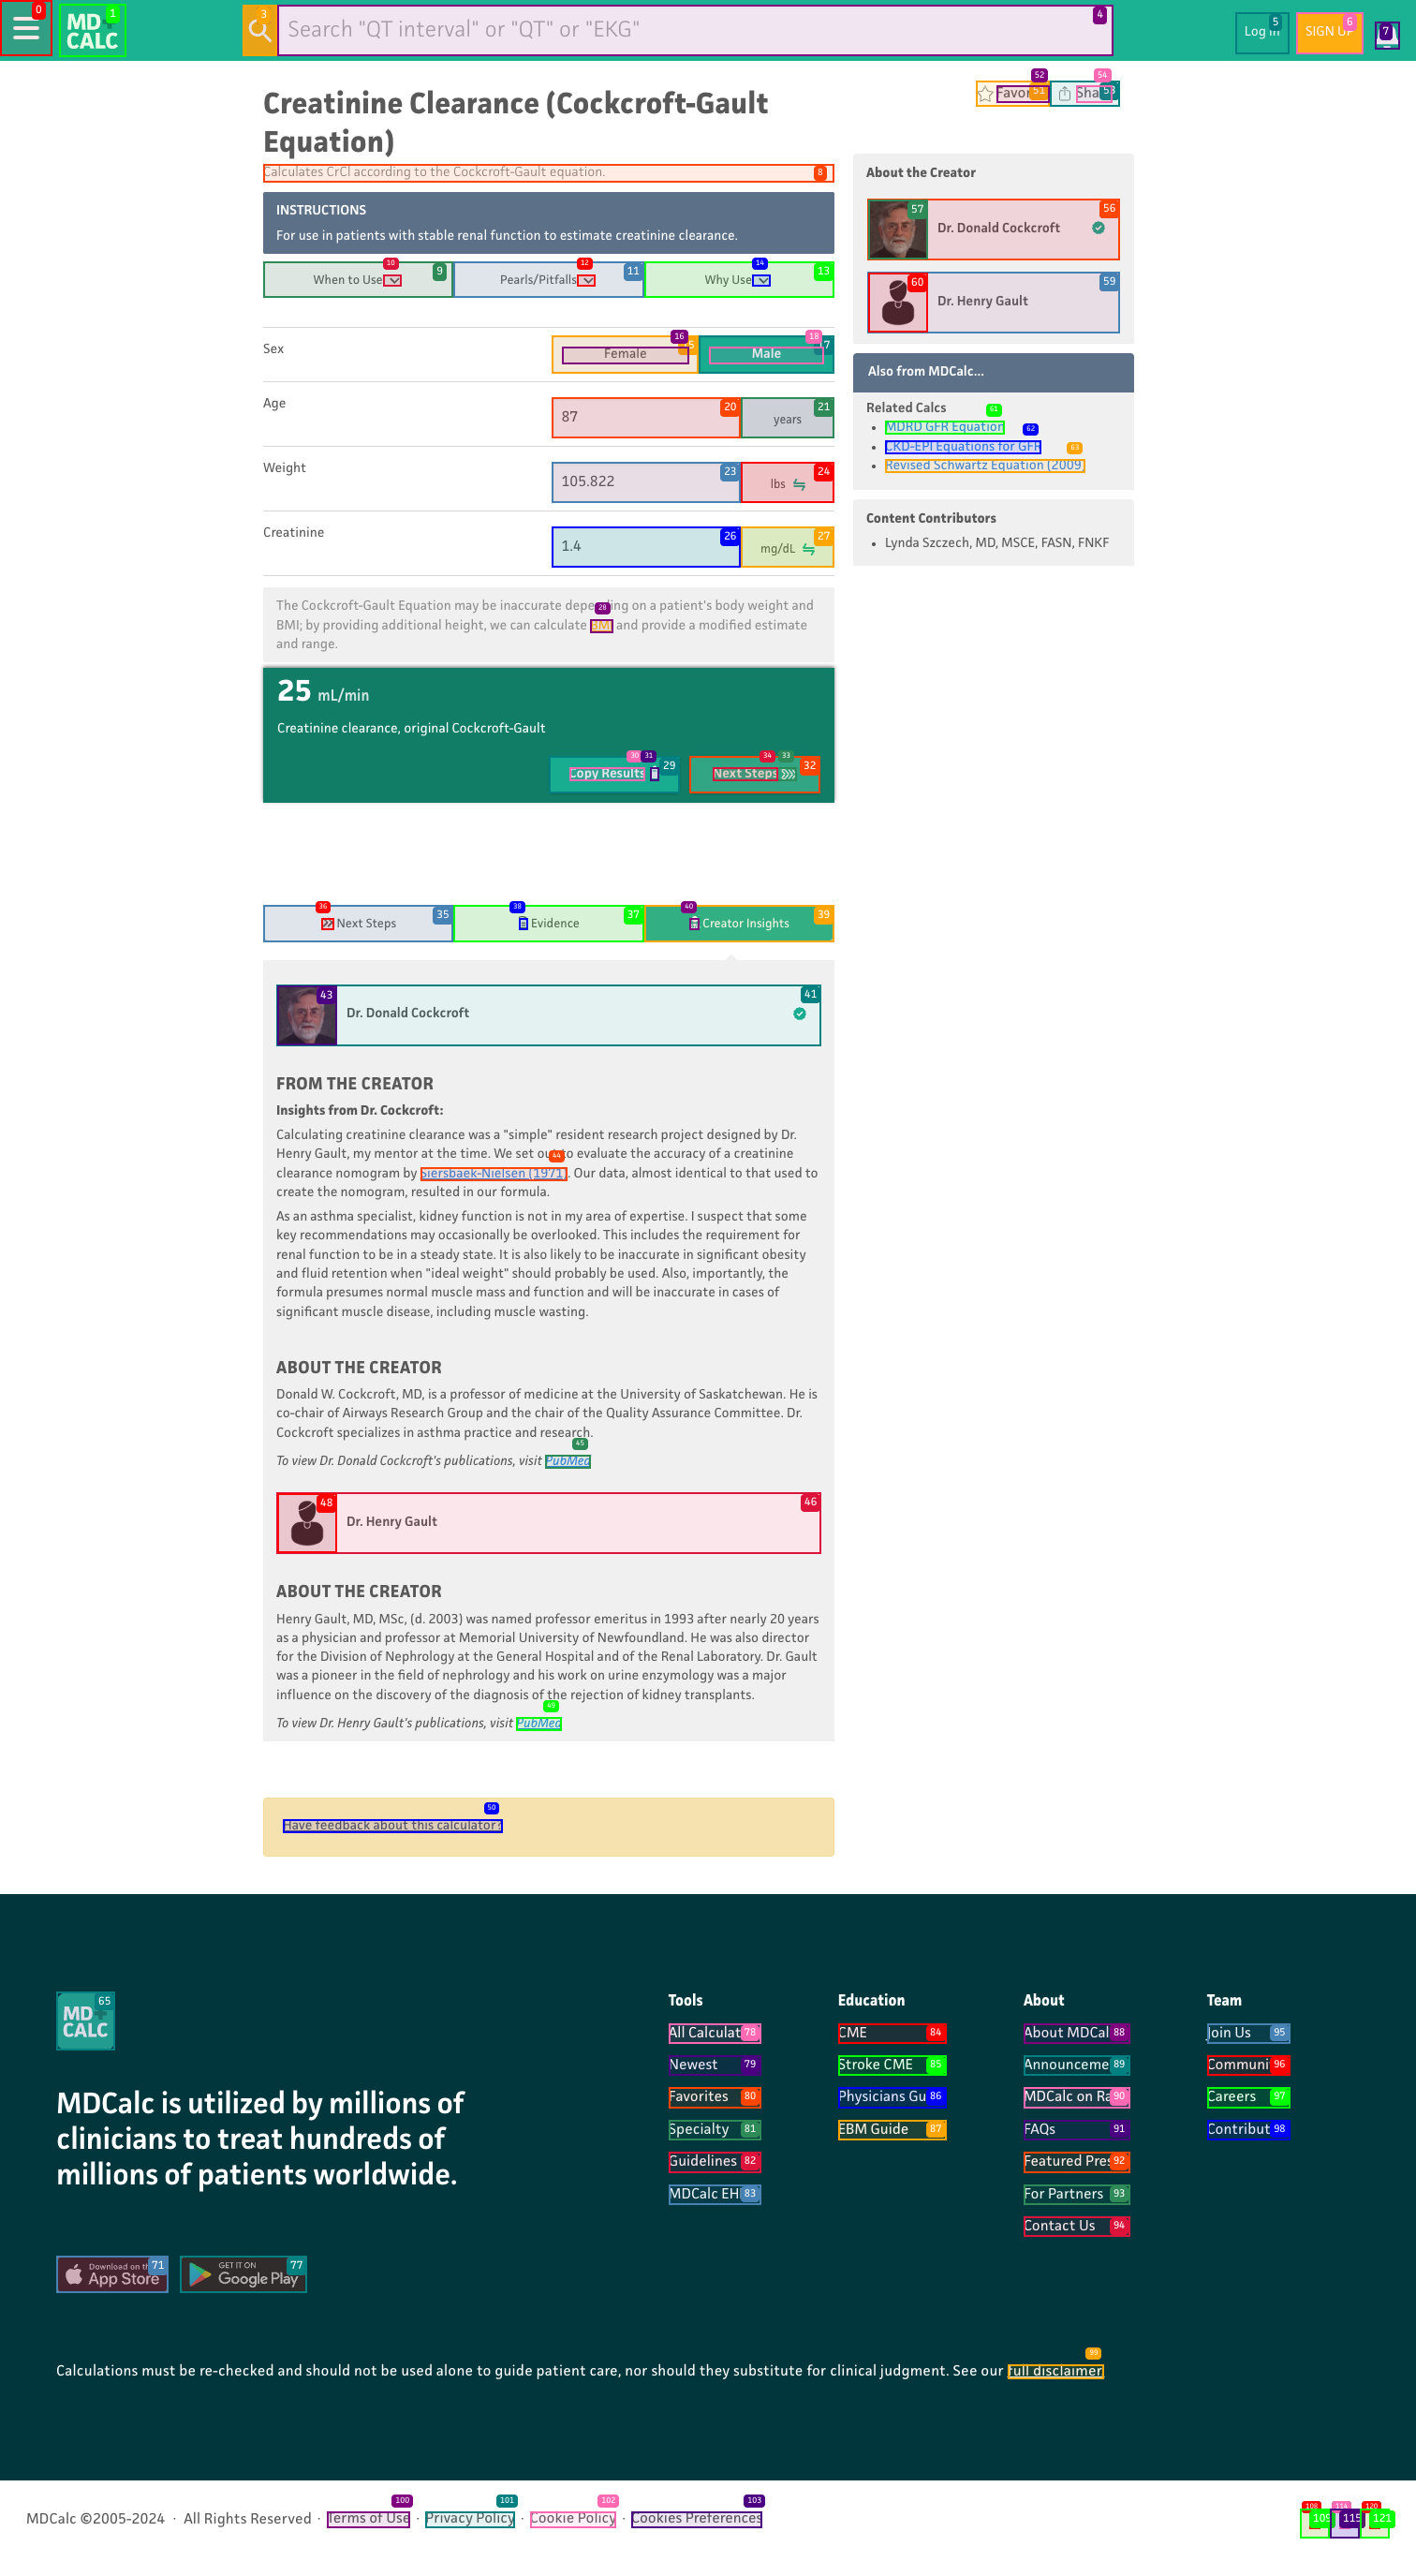 MD
CALC
Search "QT interval" or "QT" or "EKG"
Log In
SIGN UP
Creatinine Clearance (Cockcroft-Gault
Equation)
Calculates CrCl according to the Cockcroft-Gault equation.
INSTRUCTIONS
For use in patients with stable renal function to estimate creatinine clearance.
When to Use
Pearls/Pitfalls
Why Use
Sex
Female
Male
Age
87
years
Weight
105.822
lbs
Creatinine
1.4
mg/dL
The Cockcroft-Gault Equation may be inaccurate depending on a patient's body weight and
BMI; by providing additional height, we can calculate BMI and provide a modified estimate
and range.
25 mL/min
Creatinine clearance, original Cockcroft-Gault
Copy Results
Next Steps
Next Steps
Evidence
Creator Insights
Dr. Donald Cockcroft
FROM THE CREATOR
Insights from Dr. Cockcroft:
Calculating creatinine clearance was a "simple" resident research project designed by Dr.
Henry Gault, my mentor at the time. We set out to evaluate the accuracy of a creatinine
clearance nomogram by Siersbaek-Nielsen (1971). Our data, almost identical to that used to
create the nomogram, resulted in our formula.
As an asthma specialist, kidney function is not in my area of expertise. I suspect that some
key recommendations may occasionally be overlooked. This includes the requirement for
renal function to be in a steady state. It is also likely to be inaccurate in significant obesity
and fluid retention when "ideal weight" should probably be used. Also, importantly, the
formula presumes normal muscle mass and function and will be inaccurate in cases of
significant muscle disease, including muscle wasting.
ABOUT THE CREATOR
Donald W. Cockcroft, MD, is a professor of medicine at the University of Saskatchewan. He is
co-chair of Airways Research Group and the chair of the Quality Assurance Committee. Dr.
Cockcroft specializes in asthma practice and research.
To view Dr. Donald Cockcroft's publications, visit PubMed
Dr. Henry Gault
ABOUT THE CREATOR
Henry Gault, MD, MSc, (d. 2003) was named professor emeritus in 1993 after nearly 20 years
as a physician and professor at Memorial University of Newfoundland. He was also director
for the Division of Nephrology at the General Hospital and of the Renal Laboratory. Dr. Gault
was a pioneer in the field of nephrology and his work on urine enzymology was a major
influence on the discovery of the diagnosis of the rejection of kidney transplants.
To view Dr. Henry Gault's publications, visit PubMed
Have feedback about this calculator?
About the Creator
Dr. Donald Cockcroft
Dr. Henry Gault
Also from MDCalc...
Related Calcs
MDRD GFR Equation
CKD-EPI Equations for GFR
Revised Schwartz Equation (2009)
Content Contributors
Lynda Szczech, MD, MSCE, FASN, FNKF
MD
CALC
MDCalc is utilized by millions of
clinicians to treat hundreds of
millions of patients worldwide.
Download on the
App Store
GET IT ON
Google Play
Tools
Newest
Favorites
Specialty
Guidelines
Education
CME
Stroke CME
EBM Guide
About
FAQs
For Partners
Contact Us
Team
Join Us
Careers
Calculations must be re-checked and should not be used alone to guide patient care, nor should they substitute for clinical judgment. See our full disclaimer
MDCalc ©2005-2024 · All Rights Reserved · Terms of Use · Privacy Policy · Cookie Policy · Cookies Preferences